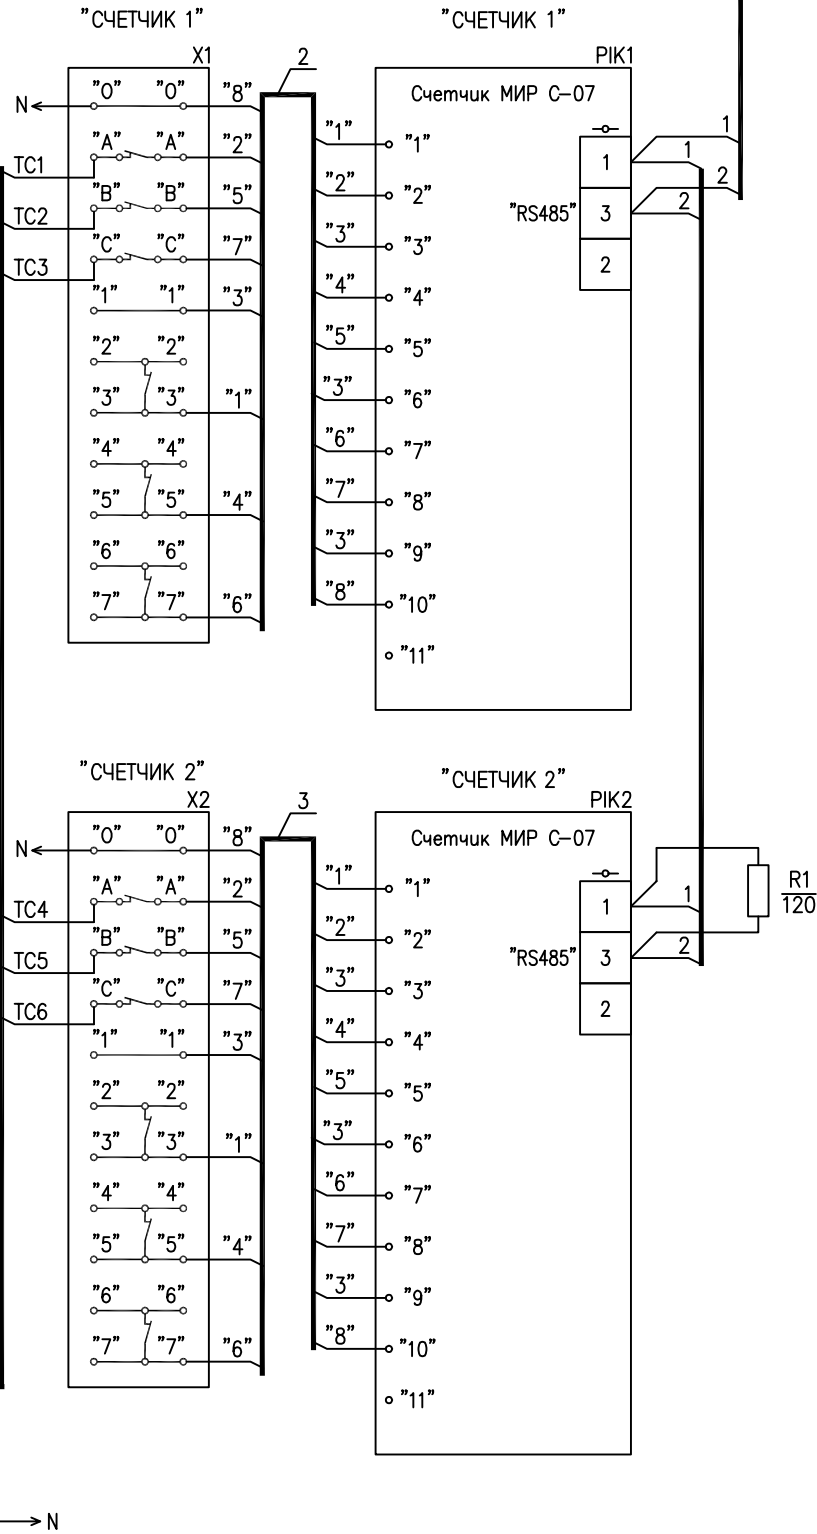 "СЧЕТЧИК 1"
"СЧЕТЧИК 1"
X1
2
PIK1
N
"0" "0" "8"
Счетчик МИР С-07
TC1
"A" "A" "2"
TC2
"B" "B" "5"
TC3
"C" "C" "7"
"1" "1" "3"
"2" "2"
"3" "3" "1"
"4" "4"
"5" "5" "4"
"6" "6"
"7" "7" "6"
"1" "1"
"2" "2"
"3" "3"
"4" "4"
"5" "5"
"3" "6"
"6" "7"
"7" "8"
"3" "9"
"8" "10"
"11"
"RS485"
1
3
2
1
1
2
2
"СЧЕТЧИК 2"
"СЧЕТЧИК 2"
X2
3
PIK2
N
"0" "0" "8"
Счетчик МИР С-07
TC4
"A" "A" "2"
TC5
"B" "B" "5"
TC6
"C" "C" "7"
"1" "1" "3"
"2" "2"
"3" "3" "1"
"4" "4"
"5" "5" "4"
"6" "6"
"7" "7" "6"
"1" "1"
"2" "2"
"3" "3"
"4" "4"
"5" "5"
"3" "6"
"6" "7"
"7" "8"
"3" "9"
"8" "10"
"11"
"RS485"
1
3
2
1
2
R1
120
N